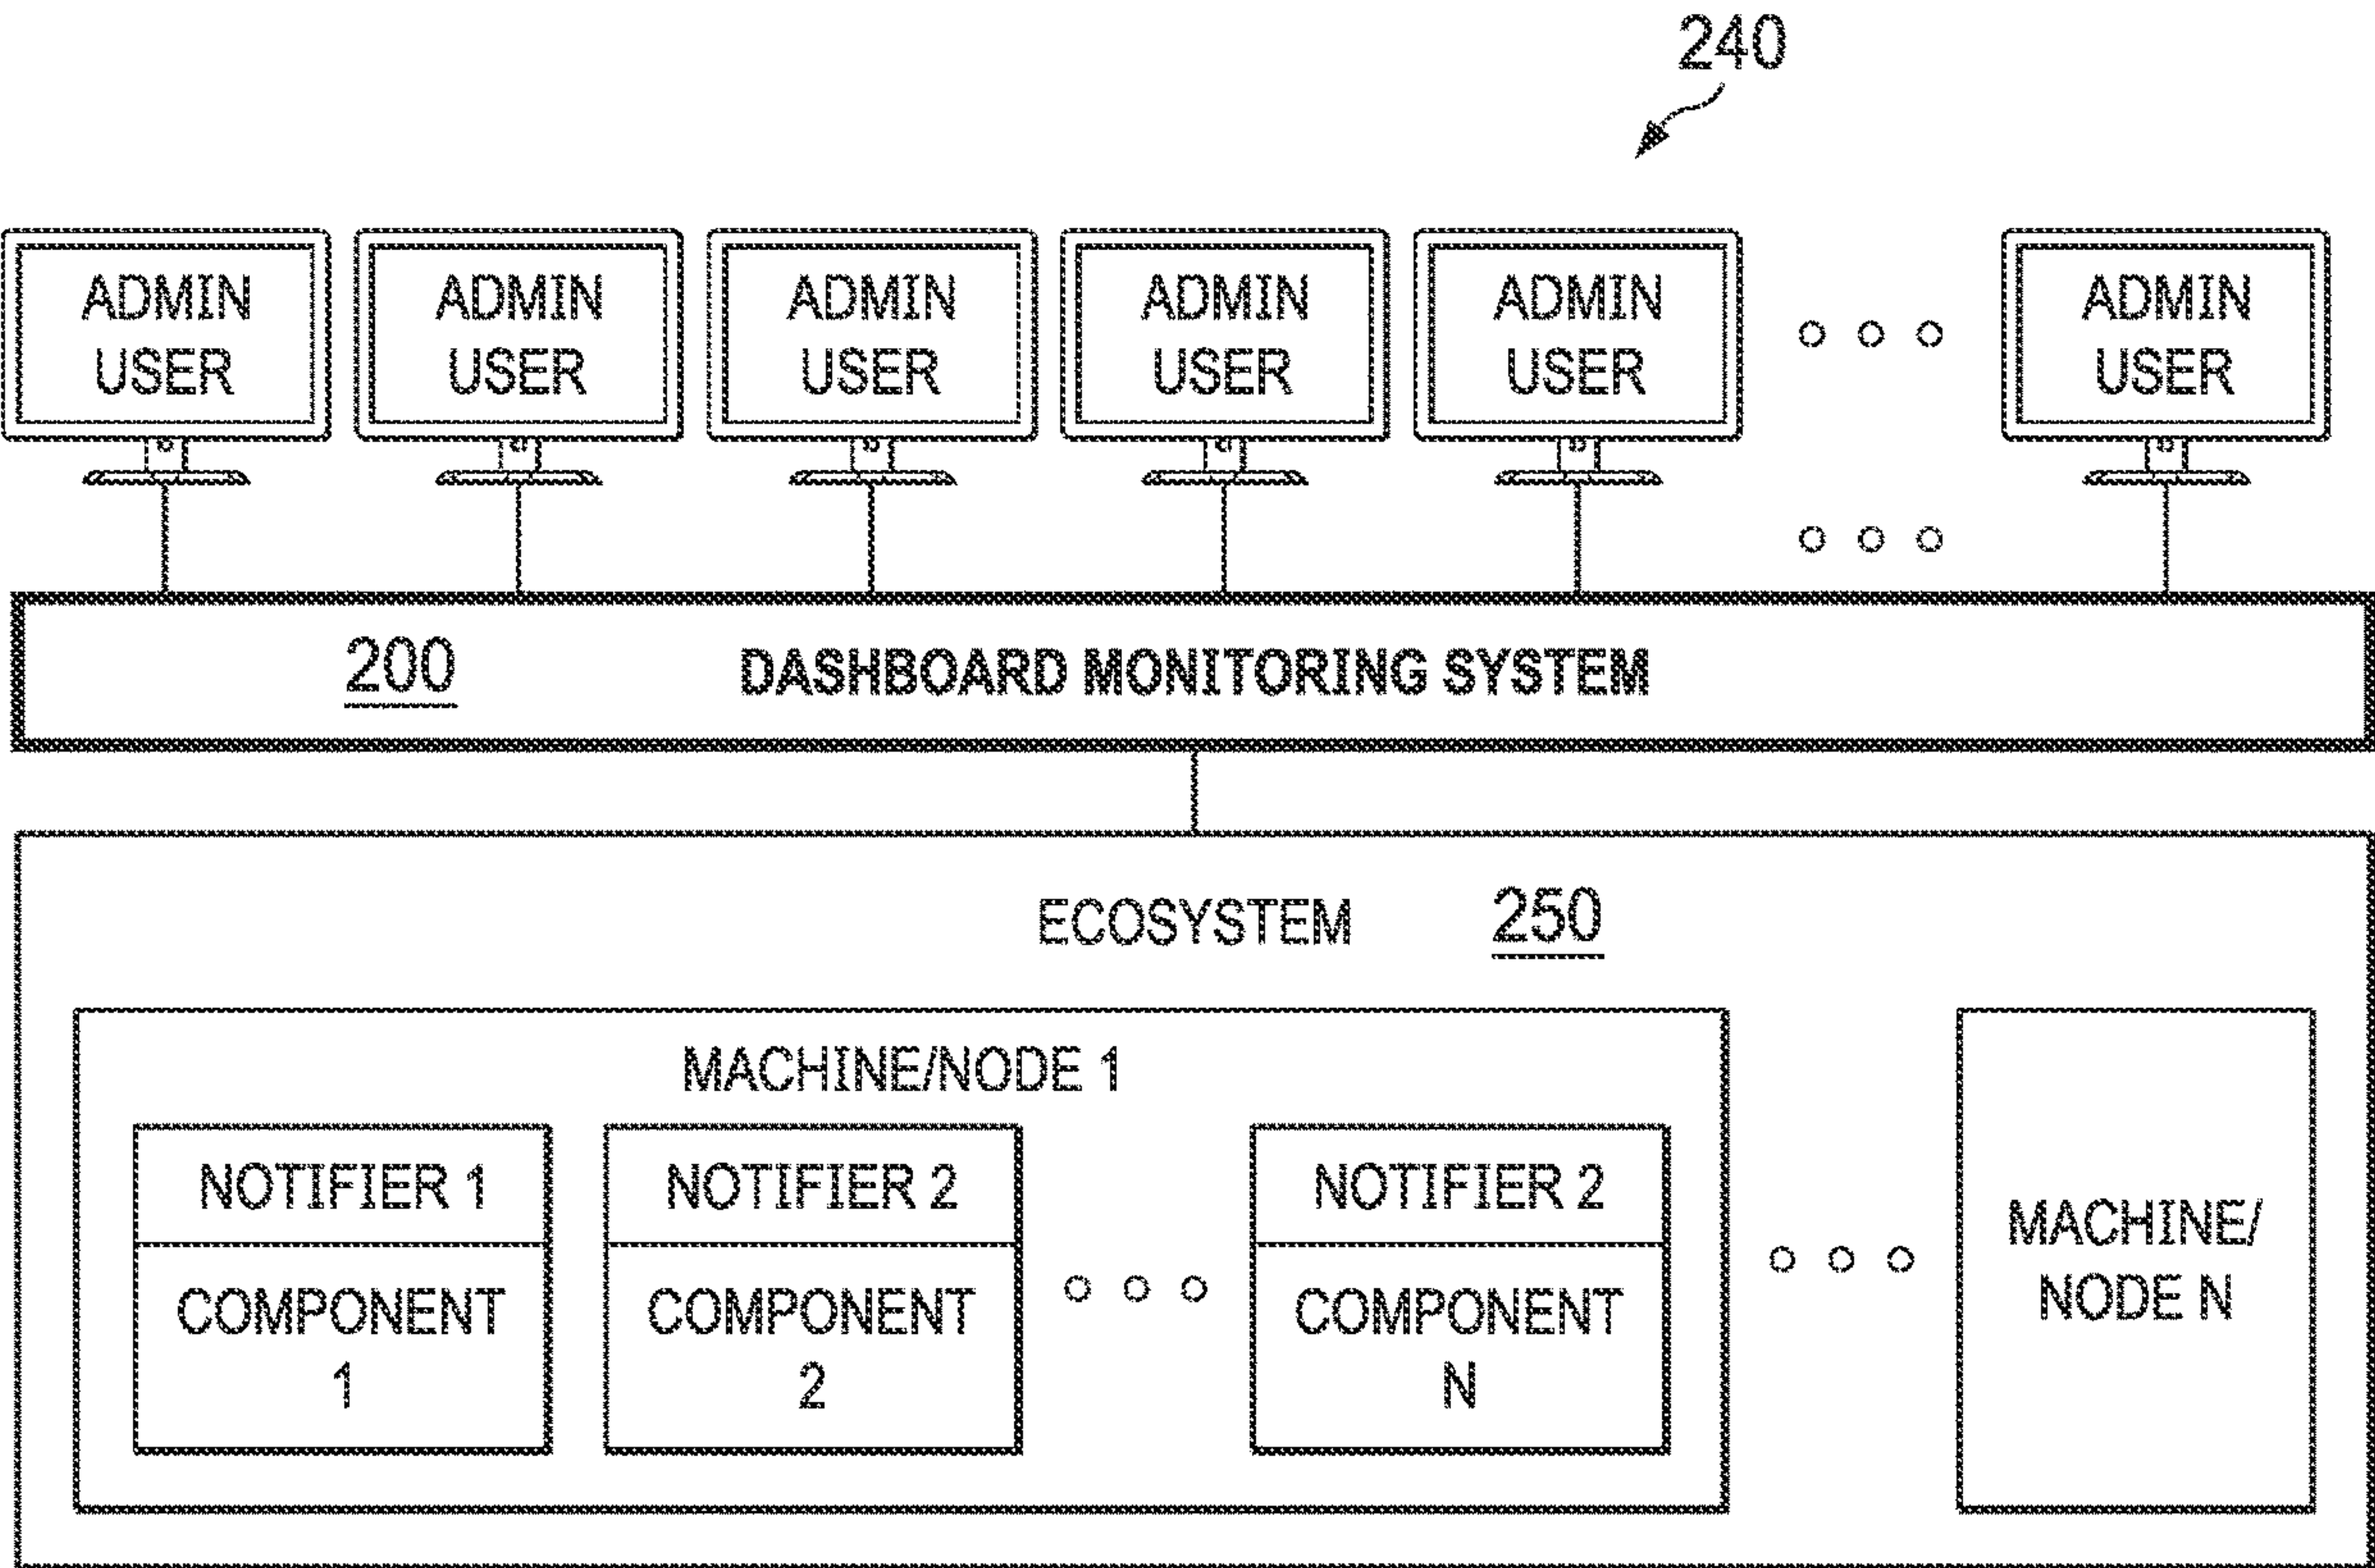 240
ADMIN USER ADMIN USER ADMIN USER ADMIN USER ADMIN USER ADMIN USER
200 DASHBOARD MONITORING SYSTEM
ECOSYSTEM 250
MACHINE/NODE 1
NOTIFIER 1
COMPONENT
1
NOTIFIER 2
COMPONENT
2
NOTIFIER 2
COMPONENT
N
MACHINE/
NODE N